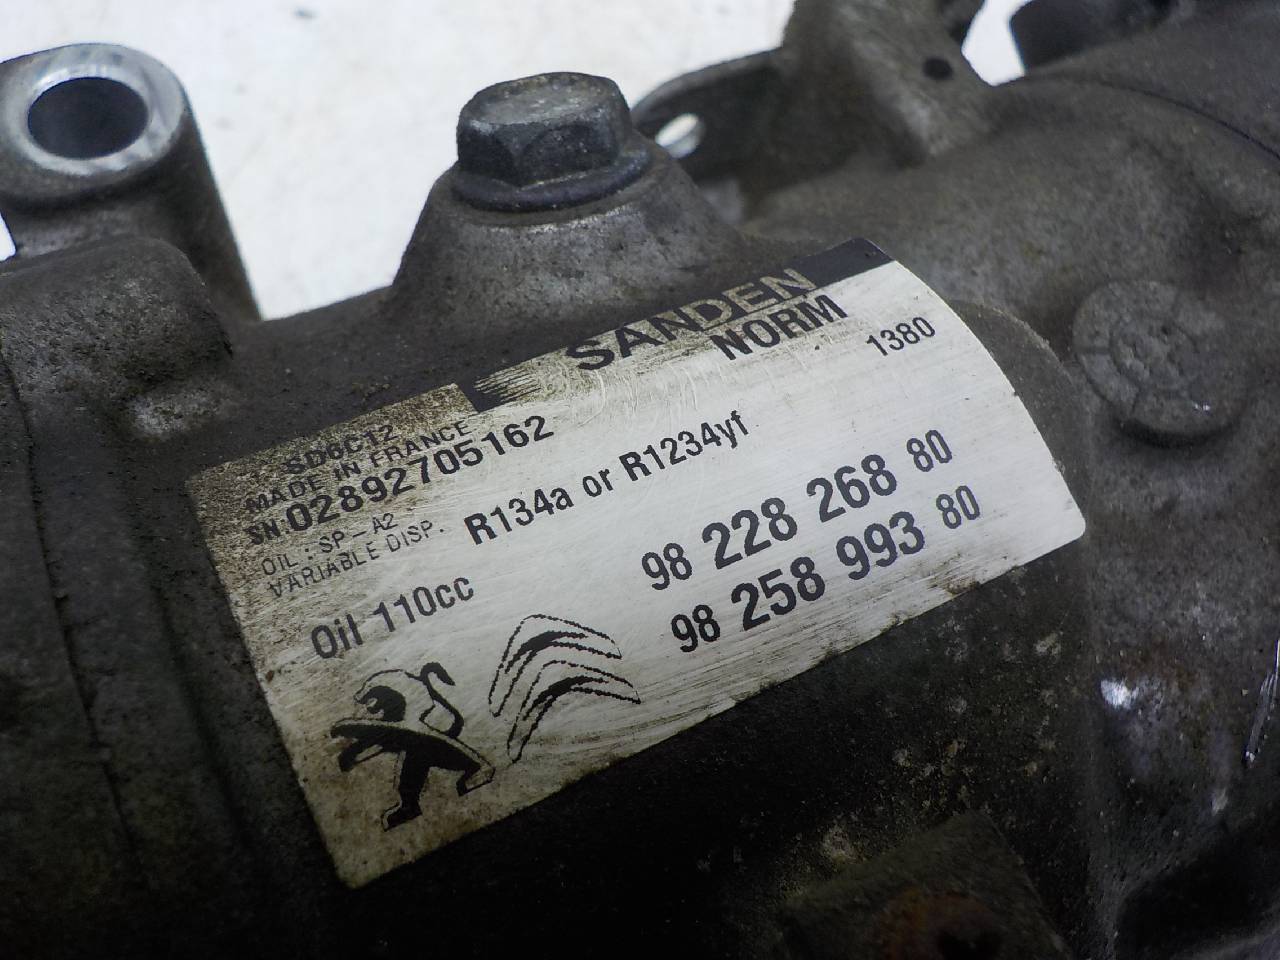 SANDEN
NORM
1380
SD6C12
MADE IN FRANCE
SN.02892705162
OIL : SP-A2
VARIABLE DISP.
R134a or R1234yf
Oil 110cc
98 228 268 80
98 258 993 80